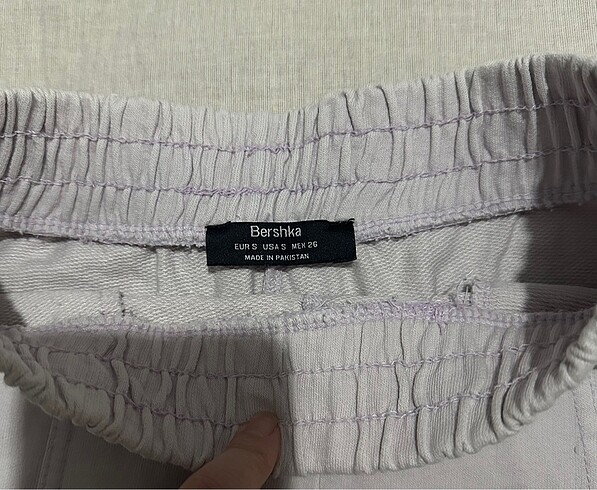 Bershka
EUR S USA S MEX 26
MADE IN PAKISTAN